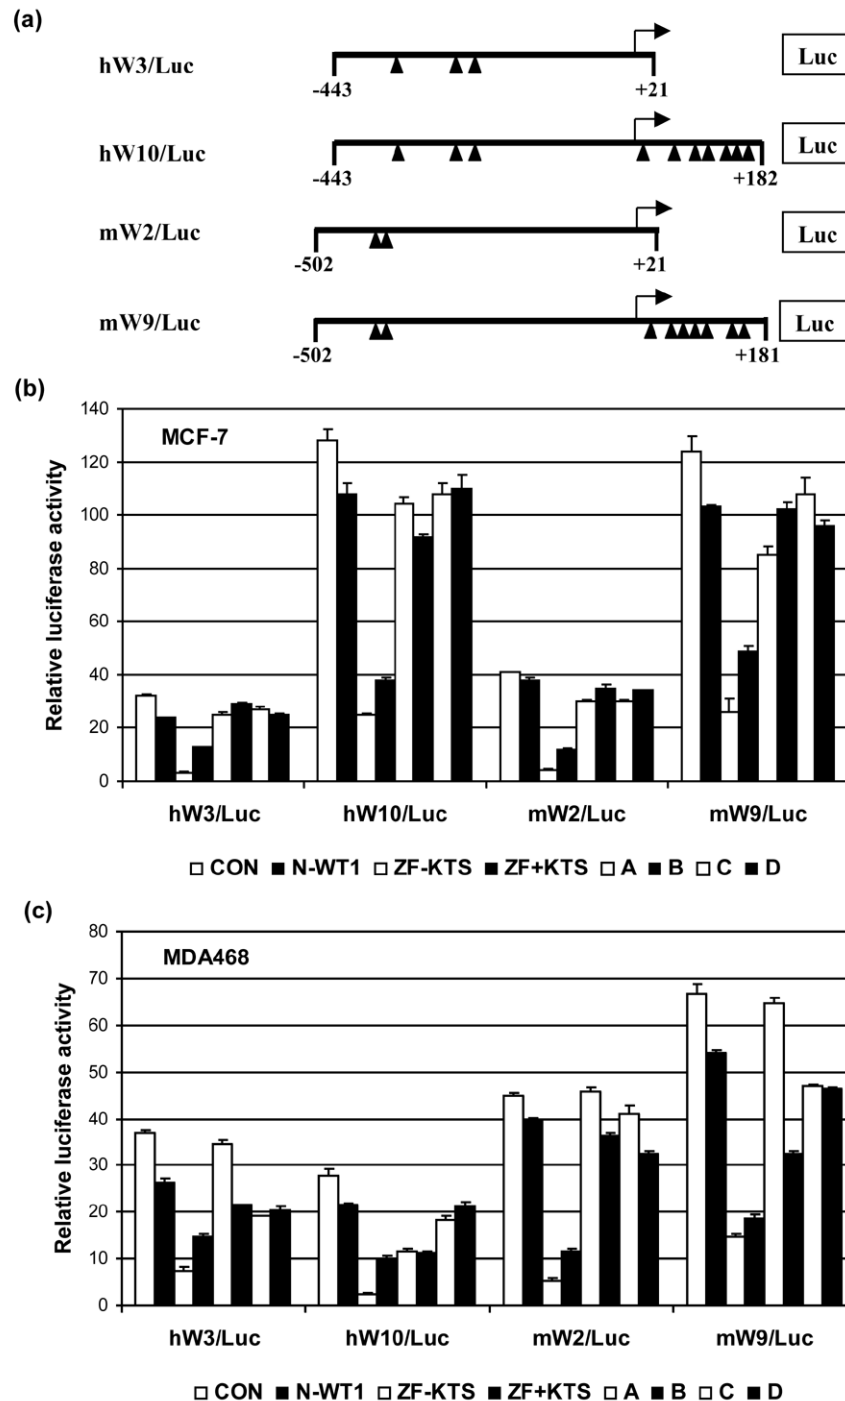 (a)
hW3/Luc
-443
+21
Luc
hW10/Luc
-443
+182
Luc
mW2/Luc
-502
+21
Luc
mW9/Luc
-502
+181
Luc
(b)
MCF-7
Relative luciferase activity
140
120
100
80
60
40
20
0
hW3/Luc hW10/Luc mW2/Luc mW9/Luc
CON N-WT1 ZF-KTS ZF+KTS A B C D
(c)
MDA468
Relative luciferase activity
80
70
60
50
40
30
20
10
0
hW3/Luc hW10/Luc mW2/Luc mW9/Luc
CON N-WT1 ZF-KTS ZF+KTS A B C D